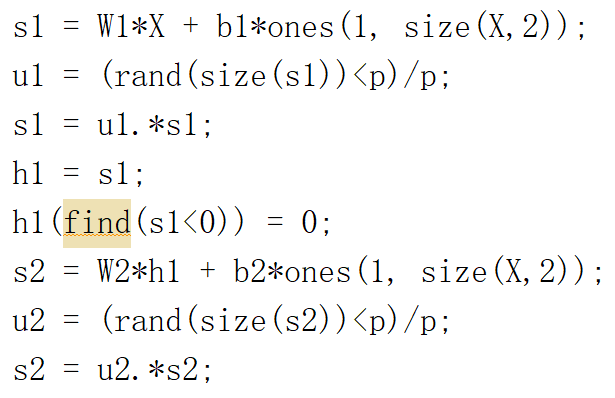 s1 = W1*X + b1*ones(1, size(X,2));
u1 = (rand(size(s1))<p)/p;
s1 = u1.*s1;
h1 = s1;
h1(find(s1<0)) = 0;
s2 = W2*h1 + b2*ones(1, size(X,2));
u2 = (rand(size(s2))<p)/p;
s2 = u2.*s2;